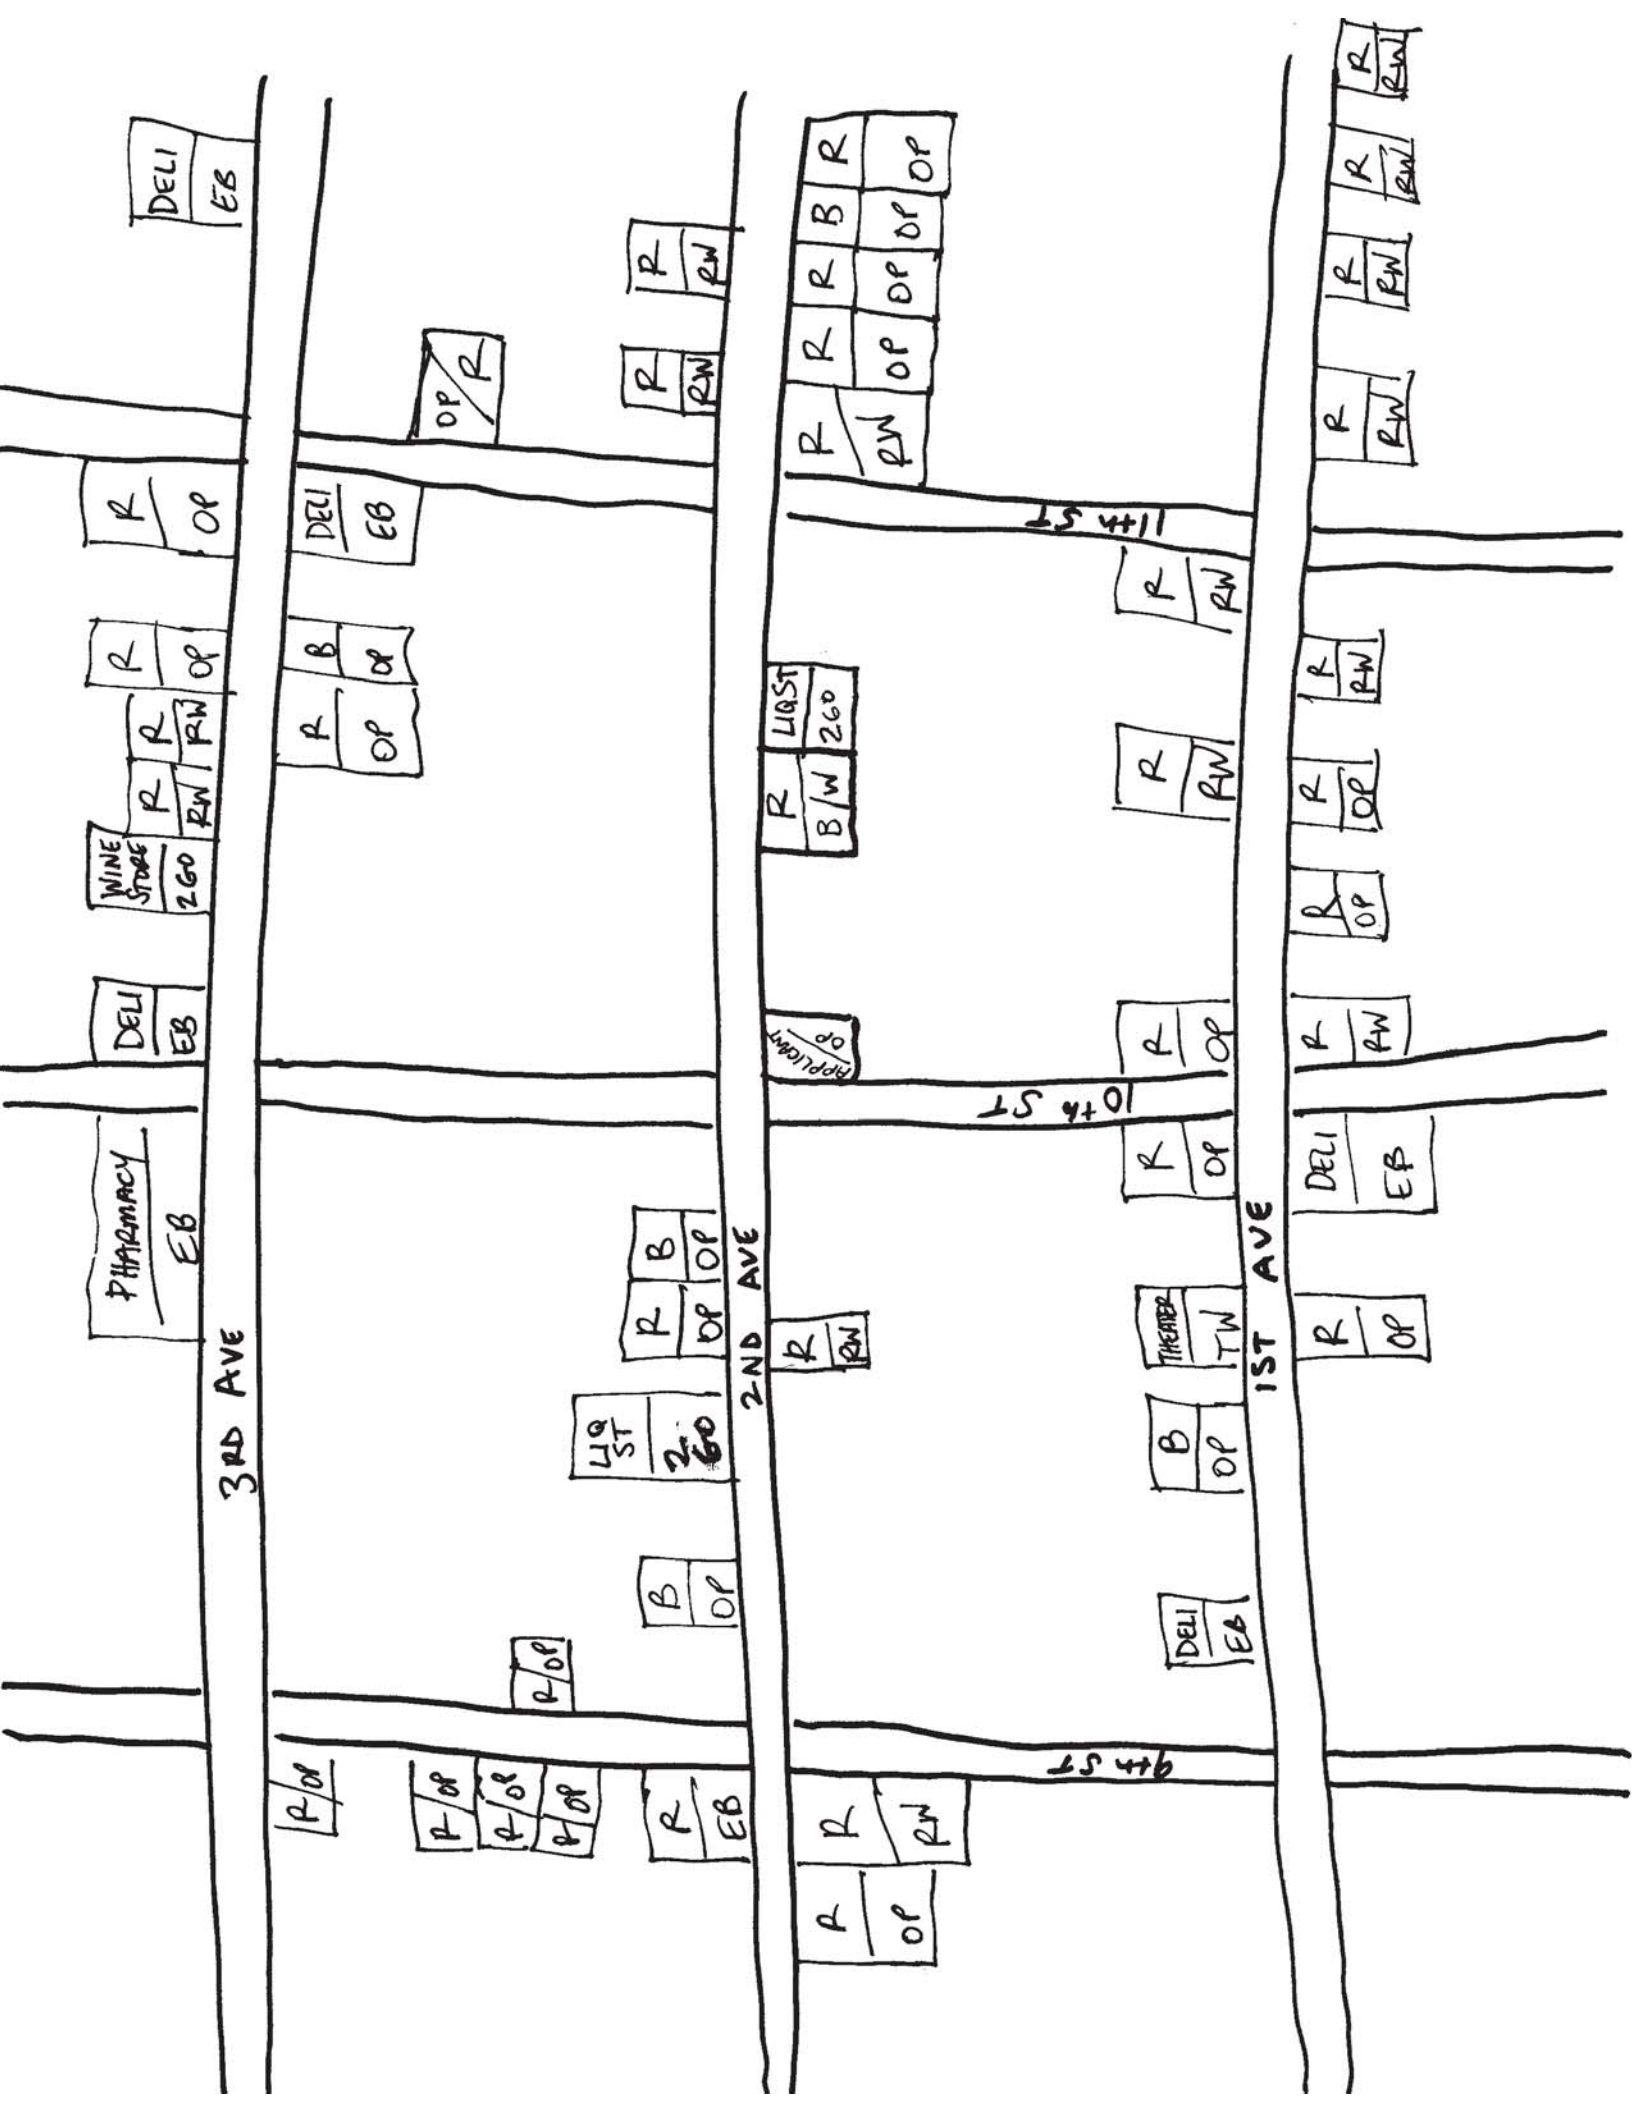 DELI
EB
R
OP
R
OP
R
RW
R
RW
WINE
STORE
2GO
DELI
EB
PHARMACY
EB
3RD AVE
DELI
EB
B
OP
R
OP
R/OP
OP/R
R/OP
R/OP
R/OP
R/OP
R
RW
R
RW
B
OP
R
OP
LIQ
ST
2GO
B
OP
R
EB
2ND AVE
R
OP
B
OP
R
OP
R
OP
R
RW
LIQST
2GO
R
B/W
APPLICANT
OP
R
RW
R
RW
R
OP
11th ST
10th ST
9th ST
R
RW
R
RW
R
OP
R
OP
THEATER
TW
B
OP
DELI
EB
1ST AVE
R
RW
R
RW
R
RW
R
RW
R
RW
R
OP
R
OP
R
RW
DELI
EB
R
OP